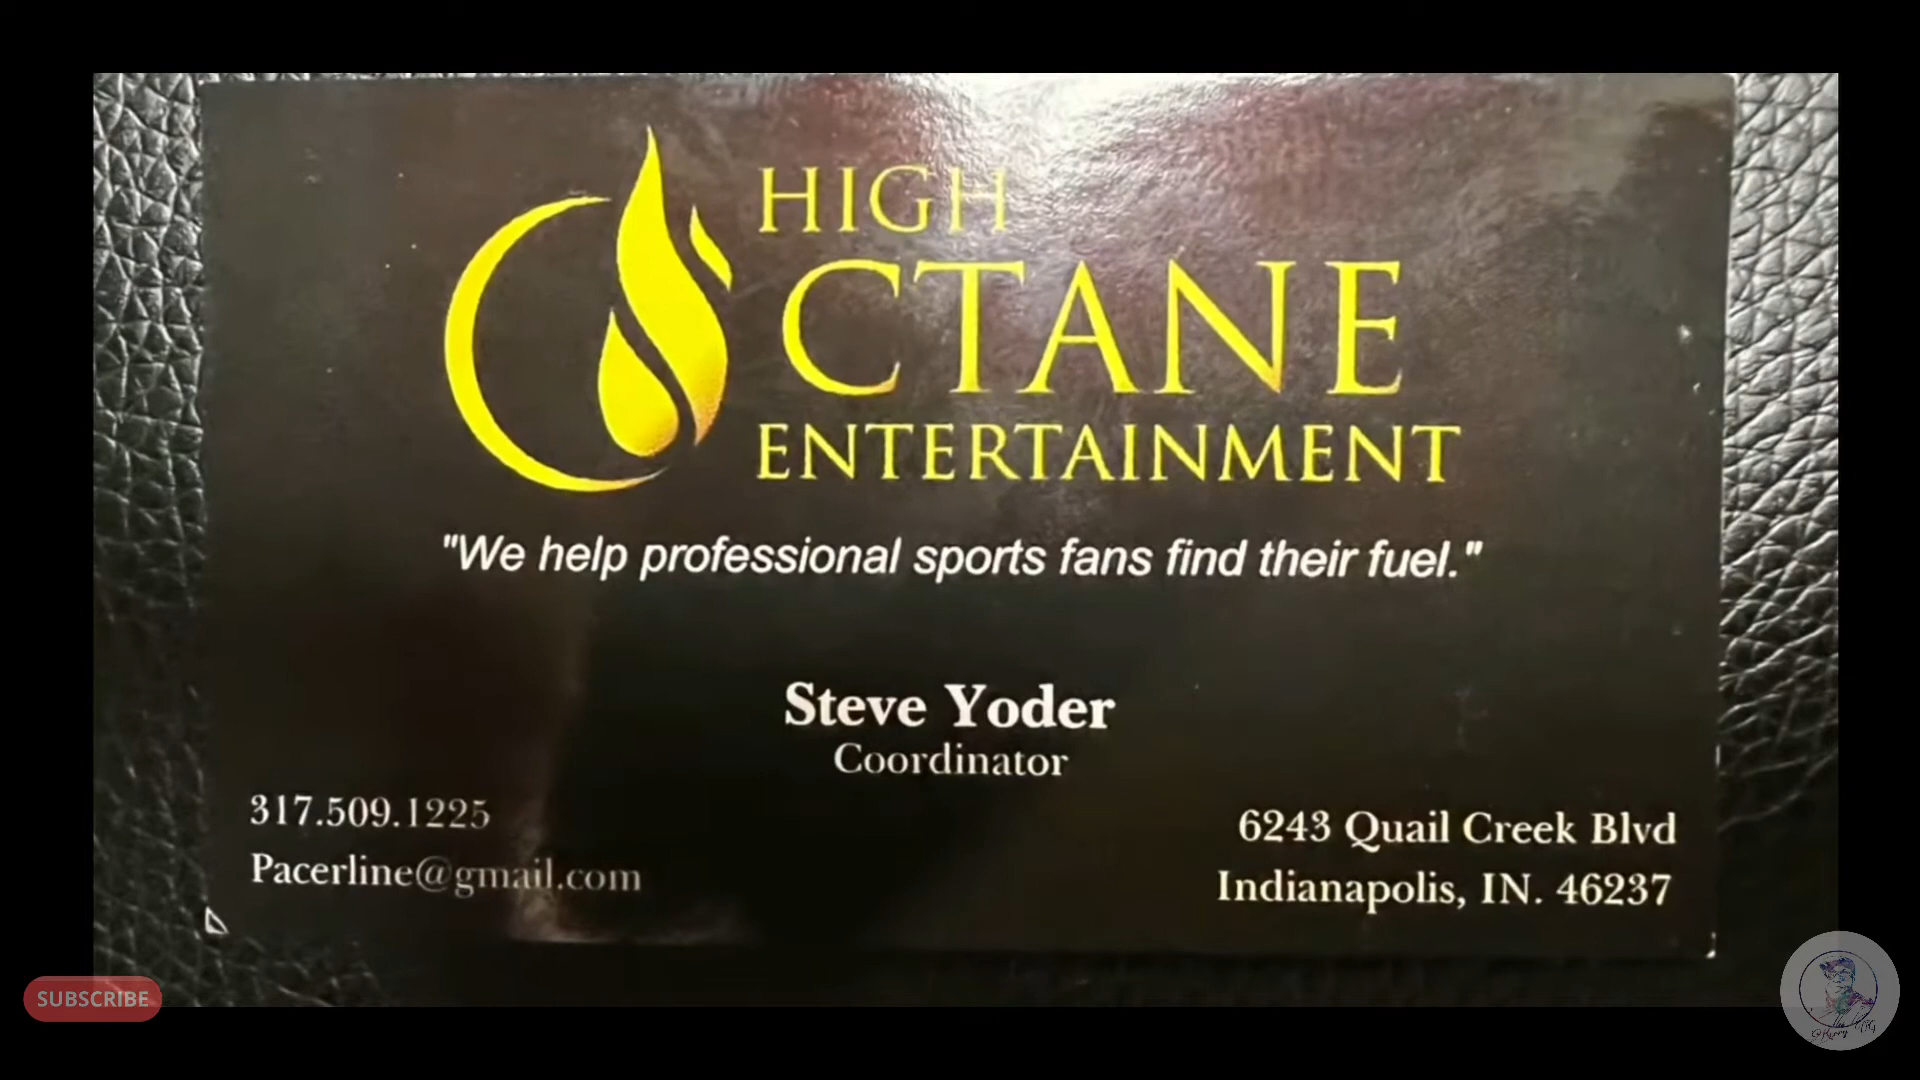 HIGH
OCTANE
ENTERTAINMENT
"We help professional sports fans find their fuel."
Steve Yoder
Coordinator
317.509.1225
Pacerline@gmail.com
6243 Quail Creek Blvd
Indianapolis, IN. 46237
SUBSCRIBE